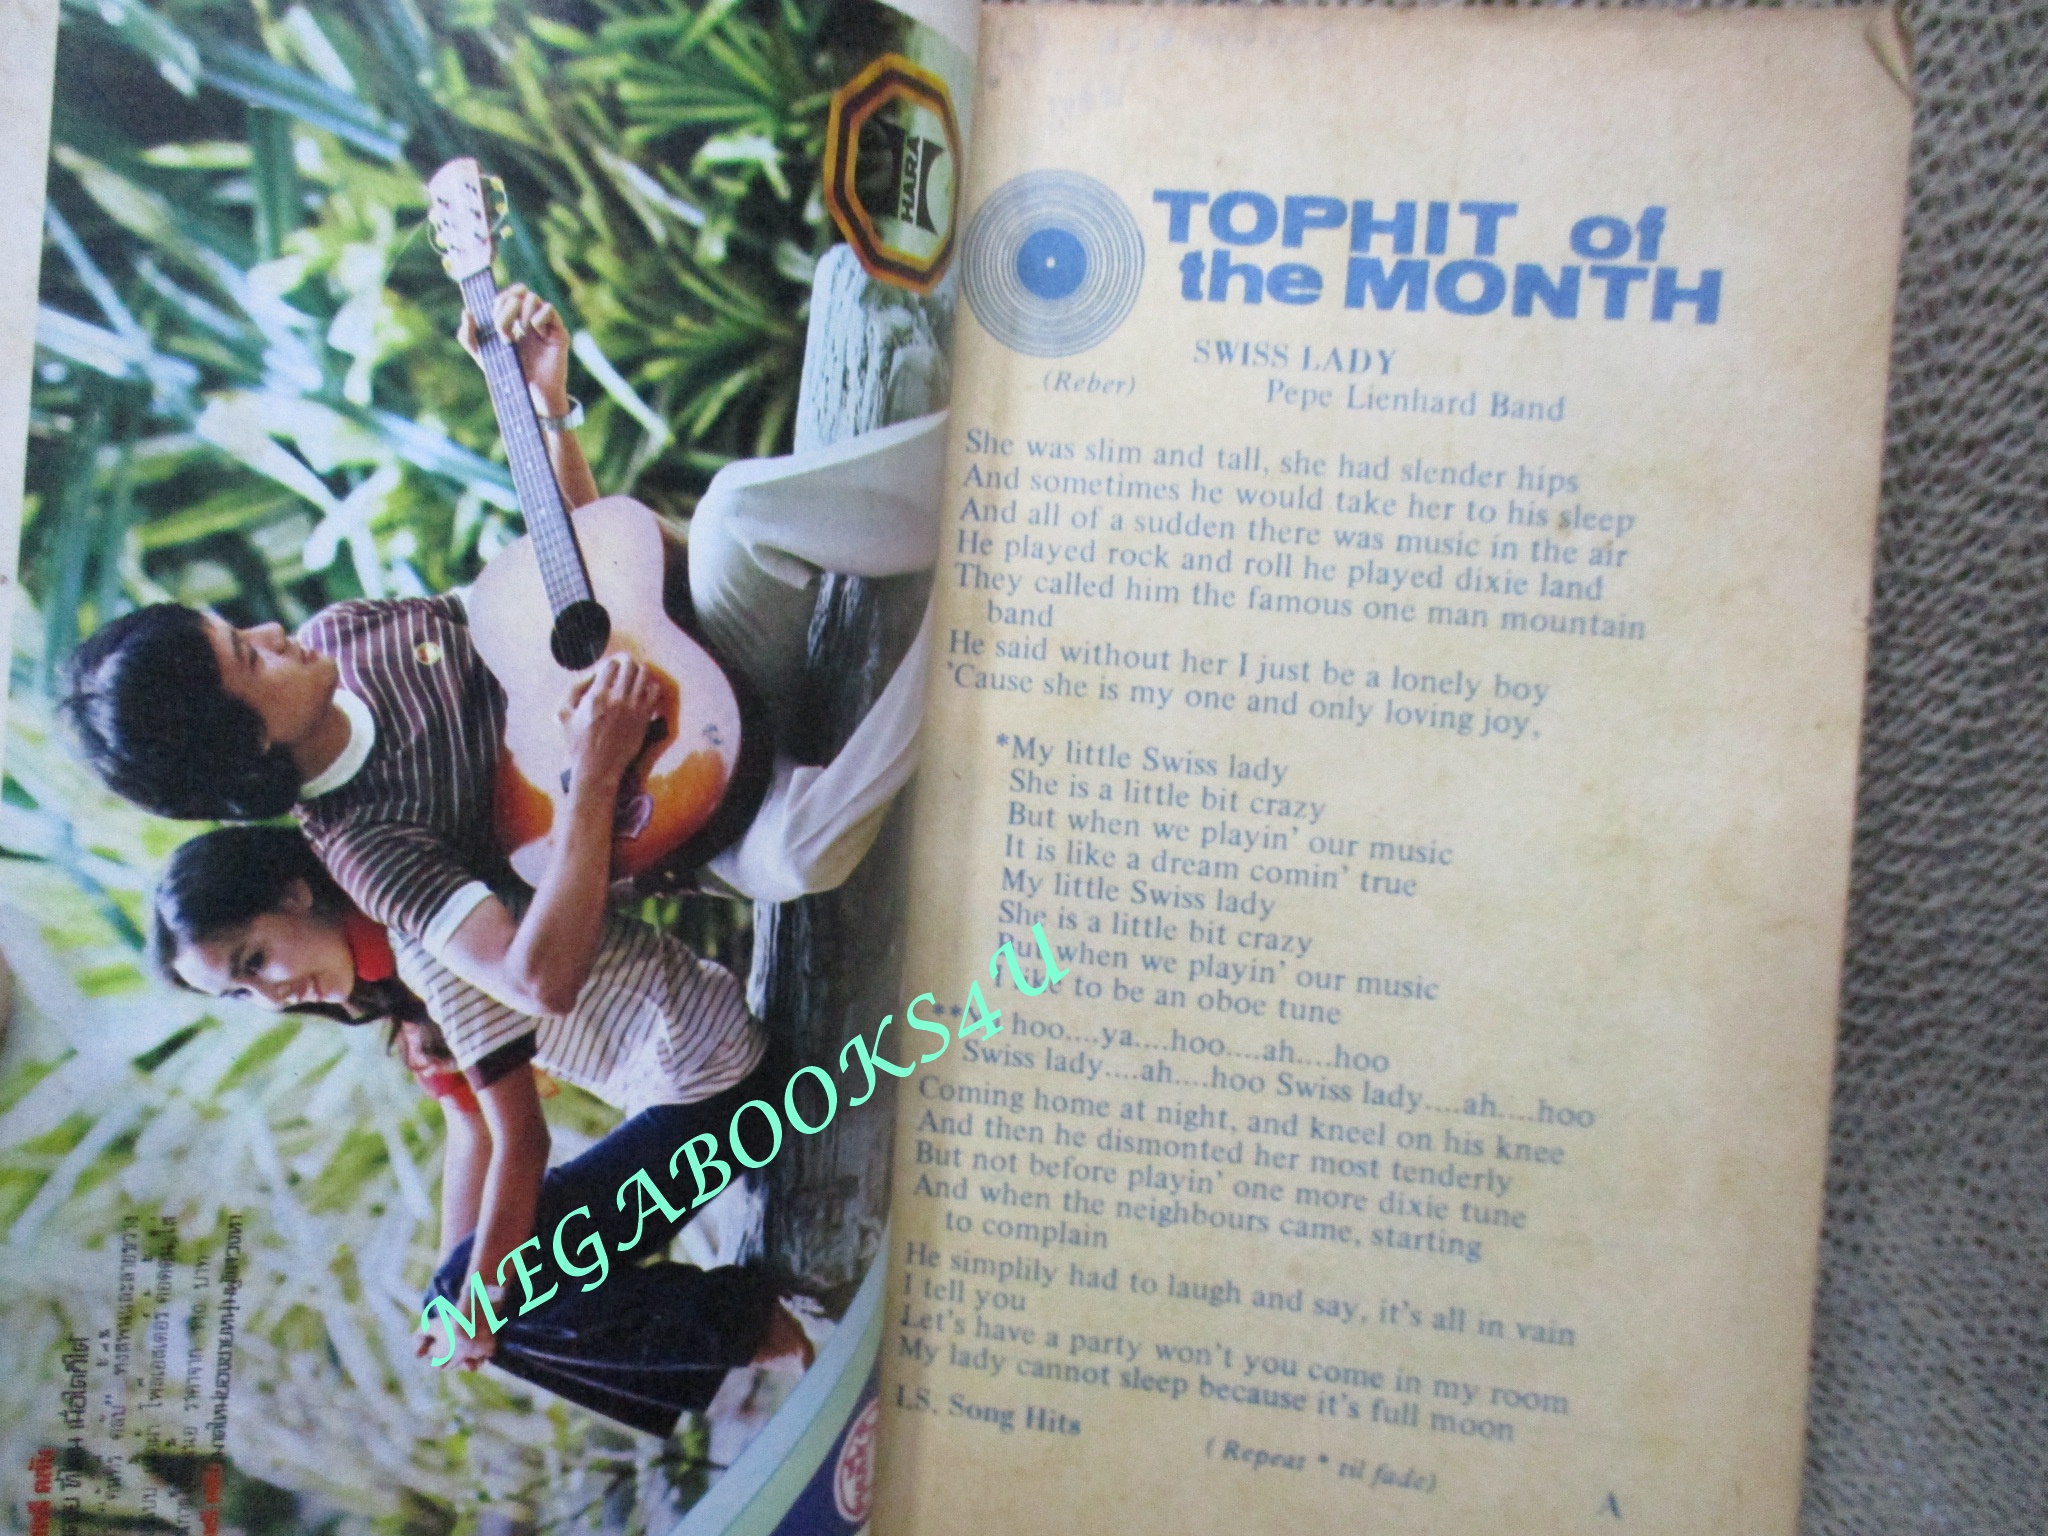 HARA
TOPHIT of
the MONTH
SWISS LADY
(Reber)
Pepe Lienhard Band
She was slim and tall, she had slender hips
And sometimes he would take her to his sleep
And all of a sudden there was music in the air
He played rock and roll he played dixie land
They called him the famous one man mountain
band
He said without her I just be a lonely boy
'Cause she is my one and only loving joy,
*My little Swiss lady
She is a little bit crazy
But when we playin' our music
It is like a dream comin' true
My little Swiss lady
She is a little bit crazy
But when we playin' our music
I like to be an oboe tune
**Ya hoo....ya....hoo....ah....hoo
Swiss lady....ah....hoo Swiss lady....ah....hoo
Coming home at night, and kneel on his knee
And then he dismonted her most tenderly
But not before playin' one more dixie tune
And when the neighbours came, starting
to complain
He simplily had to laugh and say, it's all in vain
I tell you
Let's have a party won't you come in my room
My lady cannot sleep because it's full moon
I.S. Song Hits
( Repeat * til fade)
A
MEGABOOKS4U